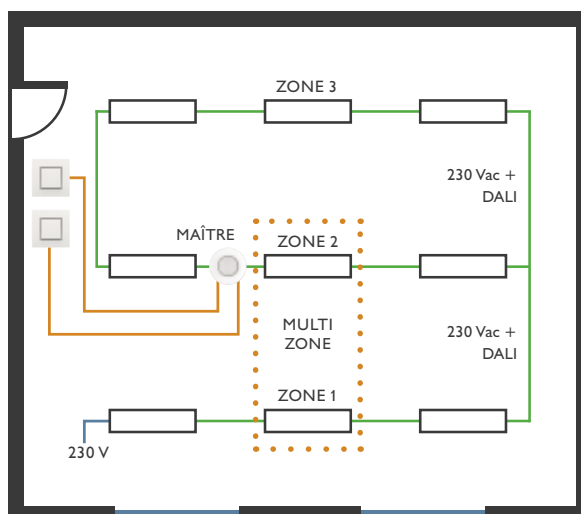 ZONE 3
230 Vac +
DALI
MAÎTRE
ZONE 2
MULTI
ZONE
230 Vac +
DALI
ZONE 1
230 V